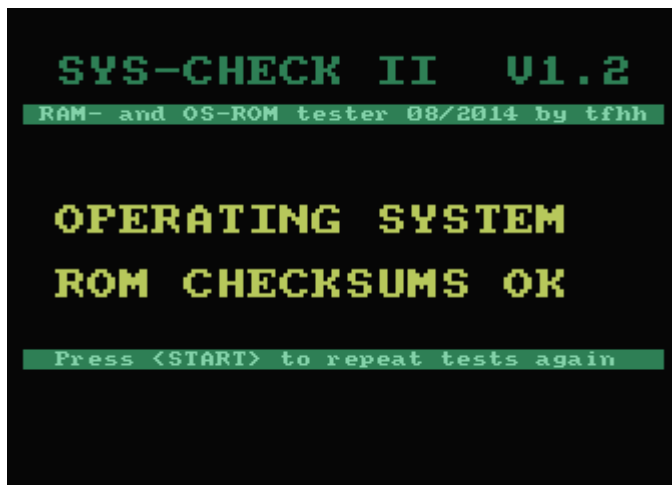 SYS-CHECK II V1.2
RAM- and OS-ROM tester 08/2014 by tfhh
OPERATING SYSTEM
ROM CHECKSUMS OK
Press <START> to repeat tests again